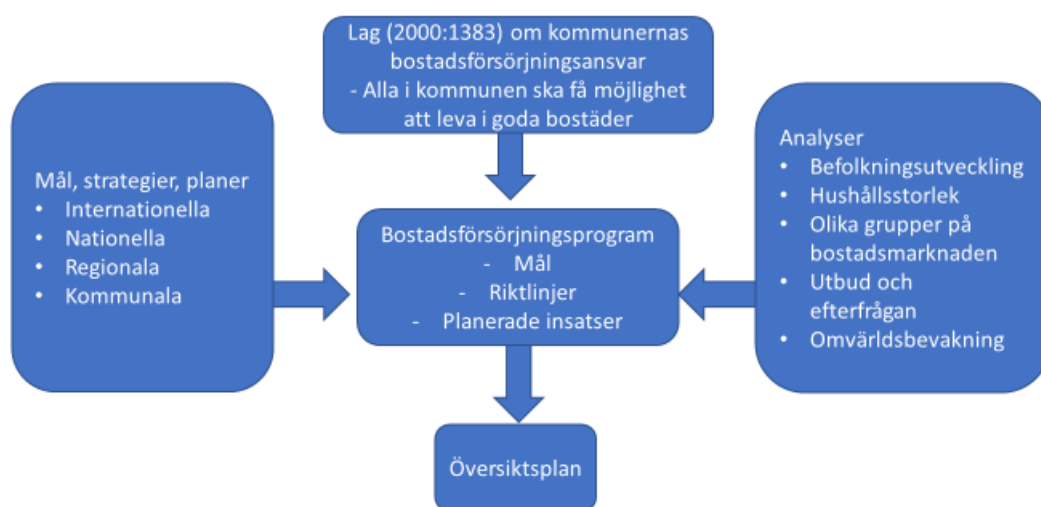 Lag (2000:1383) om kommunernas
bostadsförsörjningsansvar
- Alla i kommunen ska få möjlighet
att leva i goda bostäder
Mål, strategier, planer
• Internationella
• Nationella
• Regionala
• Kommunala
Bostadsförsörjningsprogram
- Mål
- Riktlinjer
- Planerade insatser
Analyser
• Befolkningsutveckling
• Hushållsstorlek
• Olika grupper på
bostadsmarknaden
• Utbud och
efterfrågan
• Omvärldsbevakning
Översiktsplan